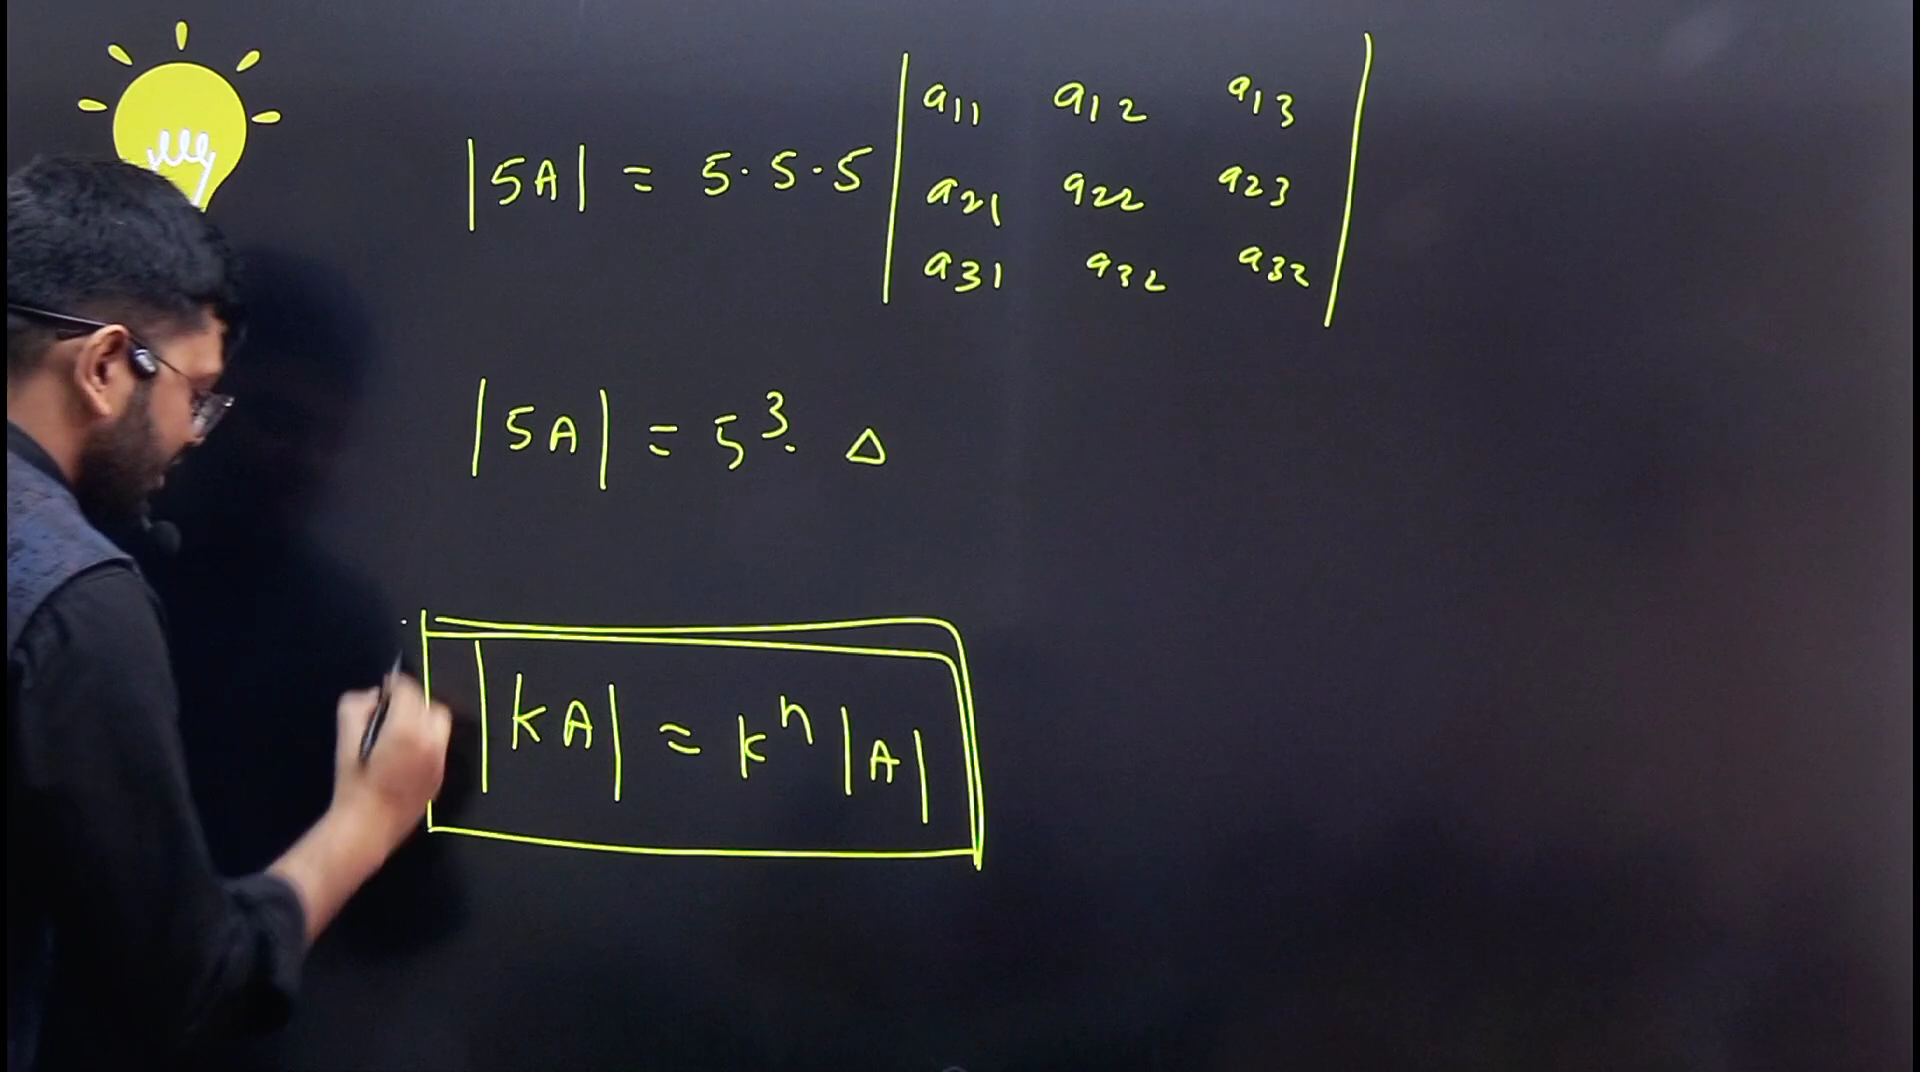 a11 a12 a13
|5A| = 5·5·5 a21 a22 a23
a31 a32 a32
|5A| = 5³· Δ
|kA| = kⁿ|A|